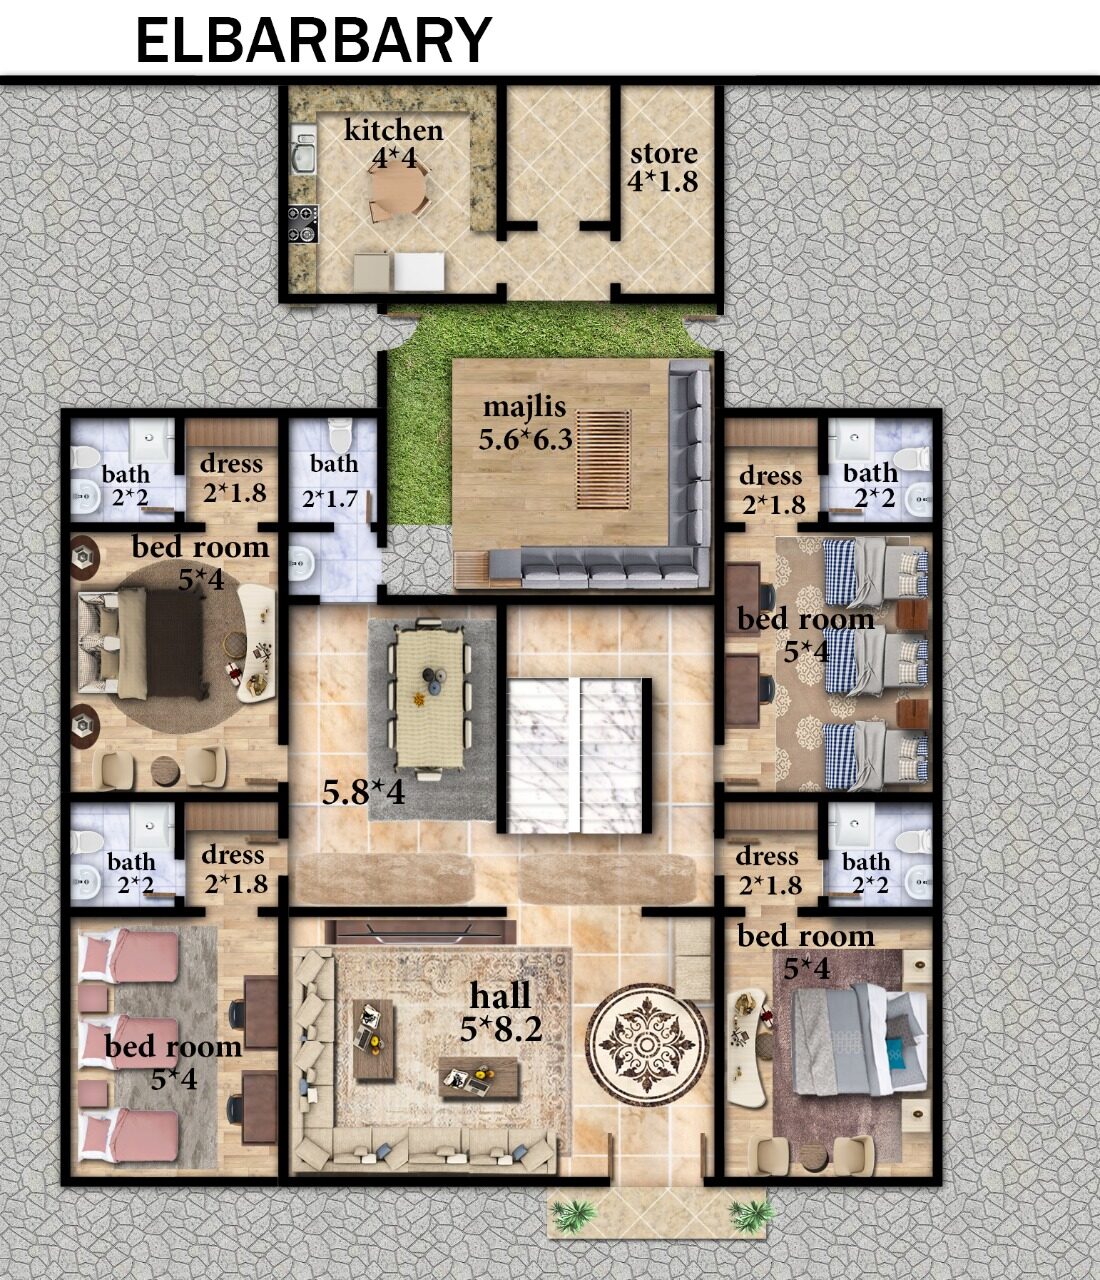 ELBARBARY
kitchen
4*4
store
4*1.8
majlis
5.6*6.3
bath
2*2
dress
2*1.8
bath
2*1.7
dress
2*1.8
bath
2*2
bed room
5*4
bed room
5*4
5.8*4
bath
2*2
dress
2*1.8
dress
2*1.8
bath
2*2
bed room
5*4
hall
5*8.2
bed room
5*4